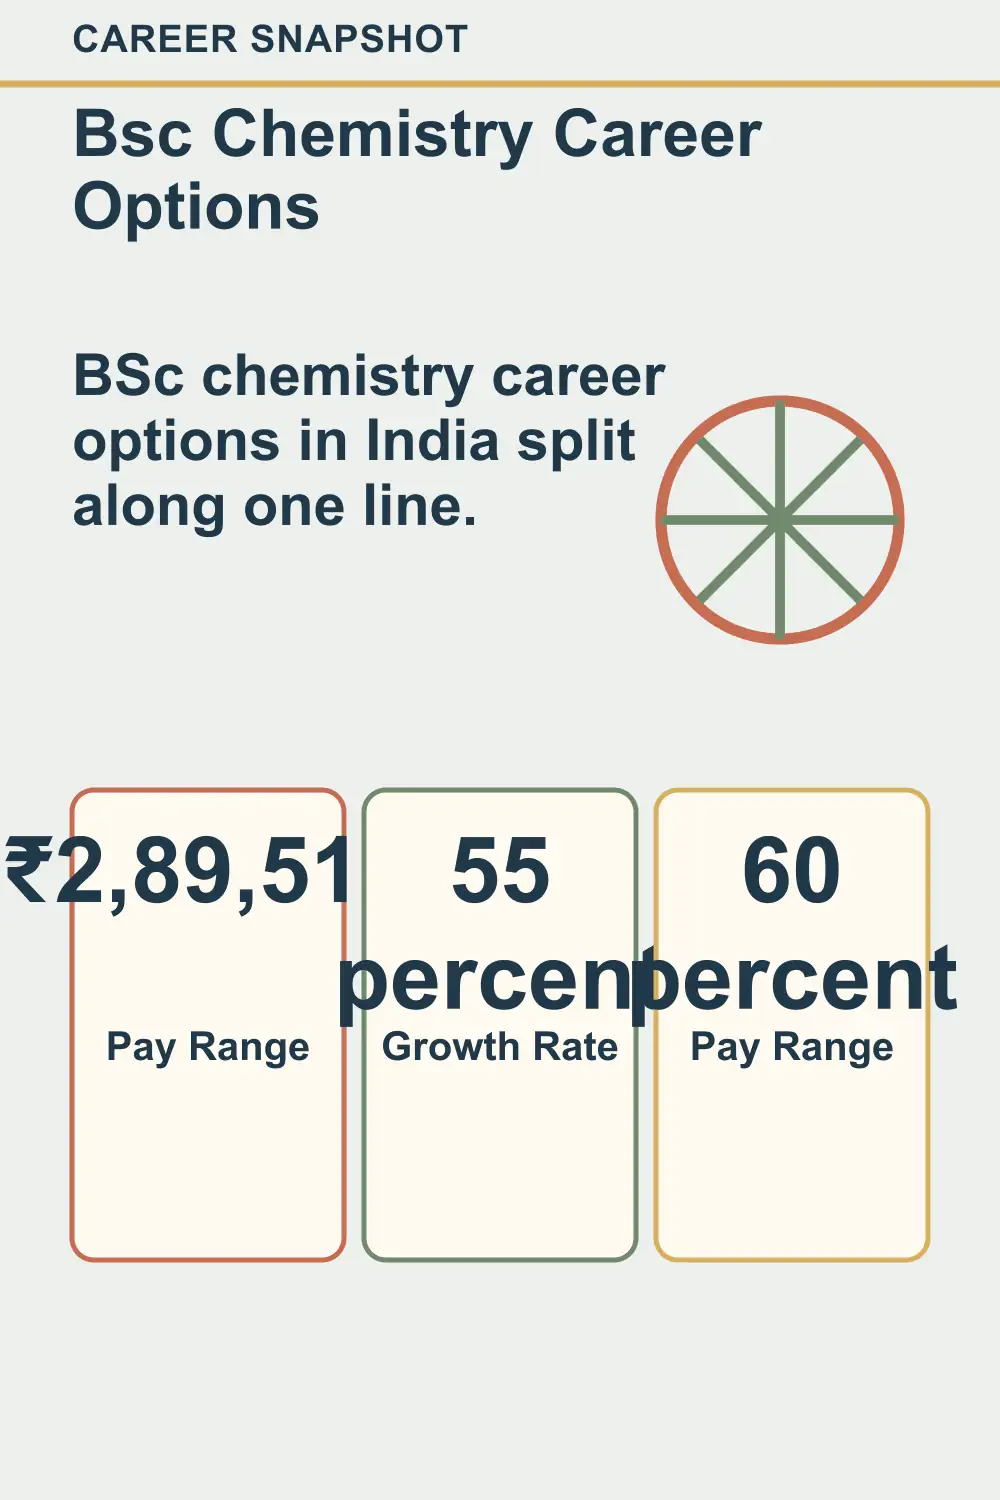 CAREER SNAPSHOT
Bsc Chemistry Career
Options
BSc chemistry career
options in India split
along one line.
₹2,89,51
55
percent
Pay Range
Growth Rate
60
percent
Pay Range